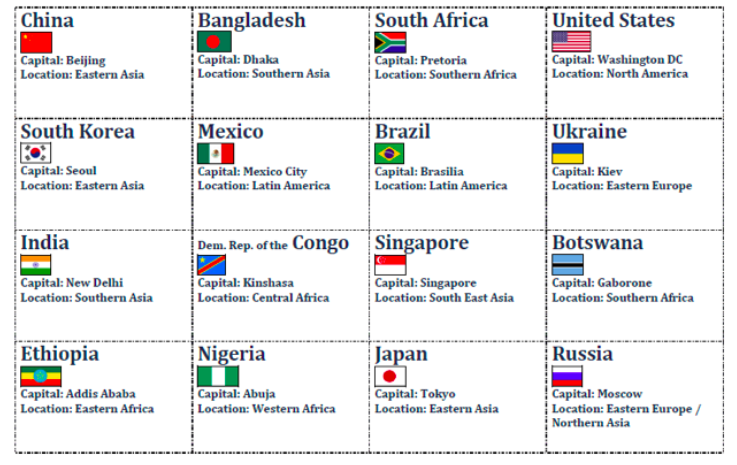 China
Capital: Beijing
Location: Eastern Asia
Bangladesh
Capital: Dhaka
Location: Southern Asia
South Africa
Capital: Pretoria
Location: Southern Africa
United States
Capital: Washington DC
Location: North America
South Korea
Capital: Seoul
Location: Eastern Asia
Mexico
Capital: Mexico City
Location: Latin America
Brazil
Capital: Brasilia
Location: Latin America
Ukraine
Capital: Kiev
Location: Eastern Europe
India
Capital: New Delhi
Location: Southern Asia
Dem. Rep. of the Congo
Capital: Kinshasa
Location: Central Africa
Singapore
Capital: Singapore
Location: South East Asia
Botswana
Capital: Gaborone
Location: Southern Africa
Ethiopia
Capital: Addis Ababa
Location: Eastern Africa
Nigeria
Capital: Abuja
Location: Western Africa
Japan
Capital: Tokyo
Location: Eastern Asia
Russia
Capital: Moscow
Location: Eastern Europe /
Northern Asia